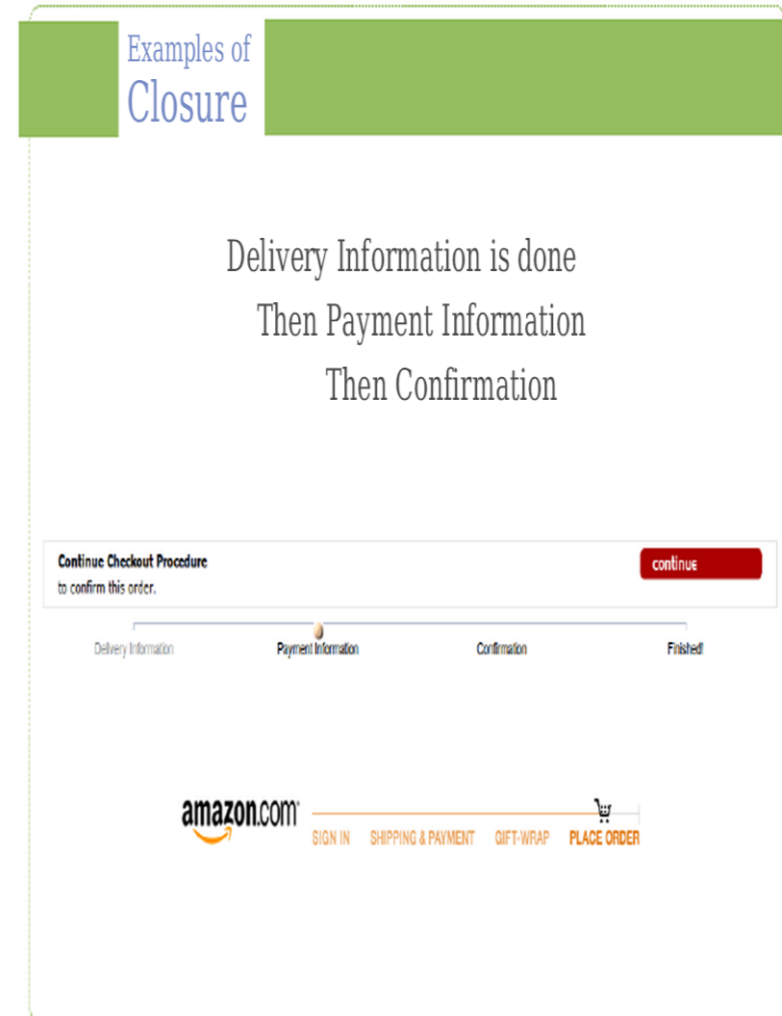 Examples of
Closure
Delivery Information is done
Then Payment Information
Then Confirmation
Continue Checkout Procedure
to confirm this order.
continue
Delivery Information Payment Information Confirmation Finished!
amazon.com
SIGN IN SHIPPING & PAYMENT GIFT-WRAP PLACE ORDER